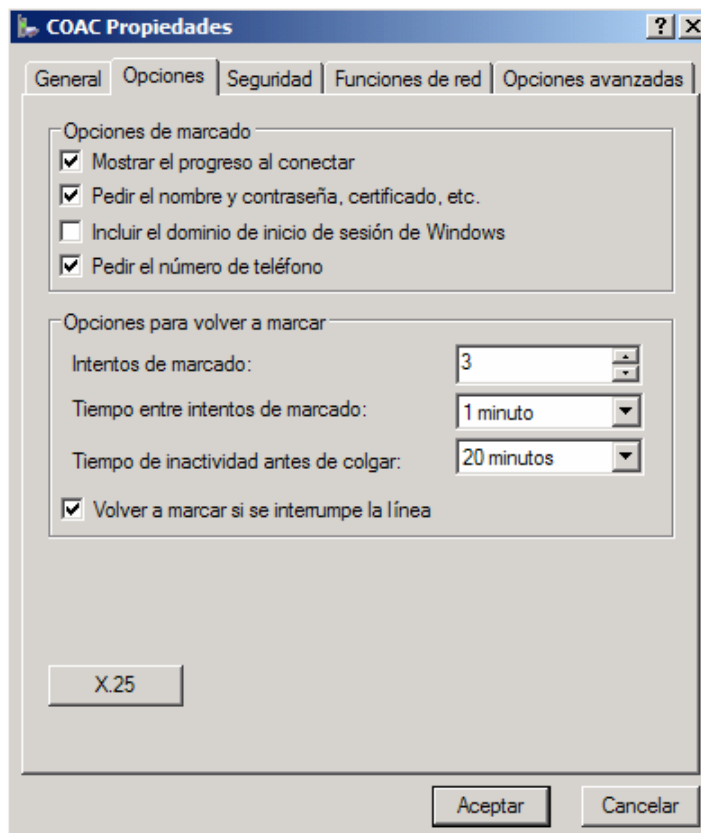 COAC Propiedades
General Opciones Seguridad Funciones de red Opciones avanzadas
Opciones de marcado
Mostrar el progreso al conectar
Pedir el nombre y contraseña, certificado, etc.
Incluir el dominio de inicio de sesión de Windows
Pedir el número de teléfono
Opciones para volver a marcar
Intentos de marcado: 3
Tiempo entre intentos de marcado: 1 minuto
Tiempo de inactividad antes de colgar: 20 minutos
Volver a marcar si se interrumpe la línea
X.25
Aceptar Cancelar